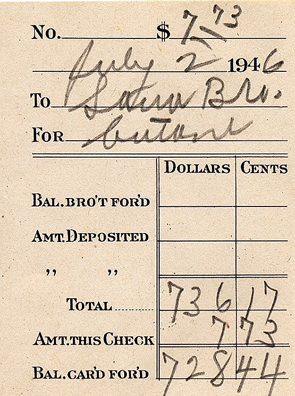 No. $ 7 73
July 2 1946
To Bro.
For butane
DOLLARS CENTS
BAL. BRO'T FOR'D
AMT. DEPOSITED
" "
TOTAL 736 17
AMT. THIS CHECK 7 73
BAL. CAR'D FOR'D 728 44